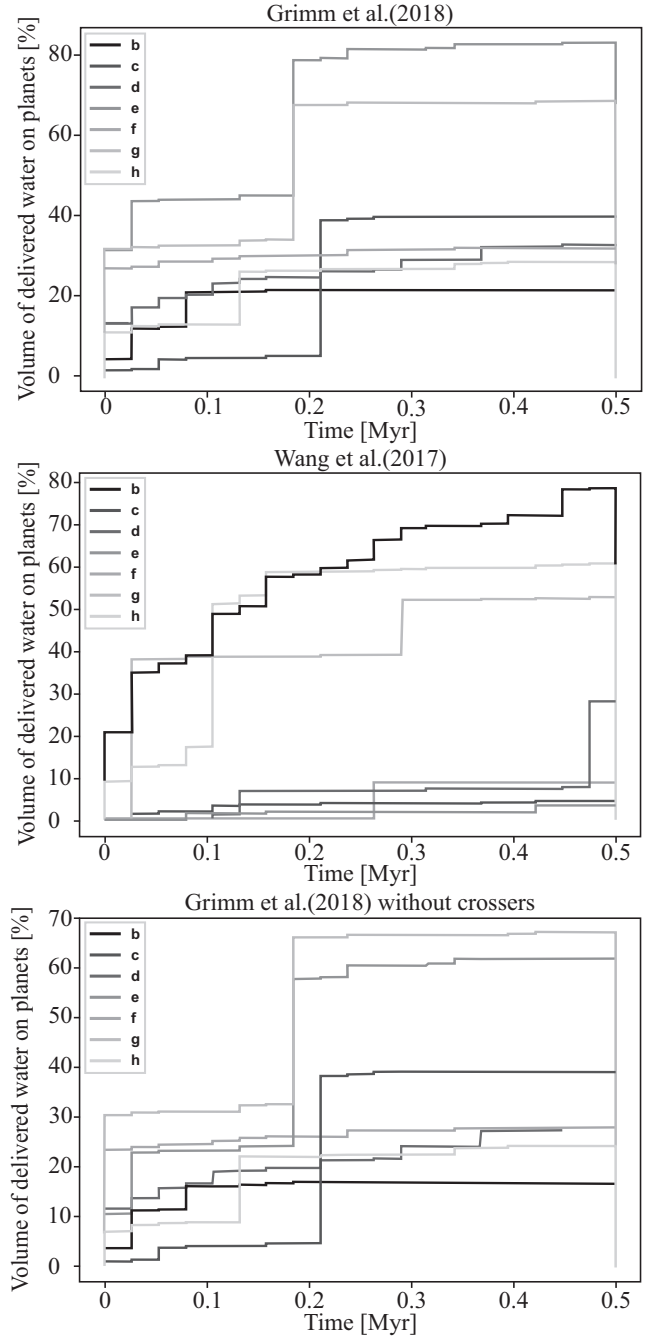 Grimm et al.(2018)
Volume of delivered water on planets [%]
80
60
40
20
0
b
c
d
e
f
g
h
0 0.1 0.2 0.3 0.4 0.5
Time [Myr]
Wang et al.(2017)
Volume of delivered water on planets [%]
80
70
60
50
40
30
20
10
0
b
c
d
e
f
g
h
0 0.1 0.2 0.3 0.4 0.5
Time [Myr]
Grimm et al.(2018) without crossers
Volume of delivered water on planets [%]
70
60
50
40
30
20
10
0
b
c
d
e
f
g
h
0 0.1 0.2 0.3 0.4 0.5
Time [Myr]